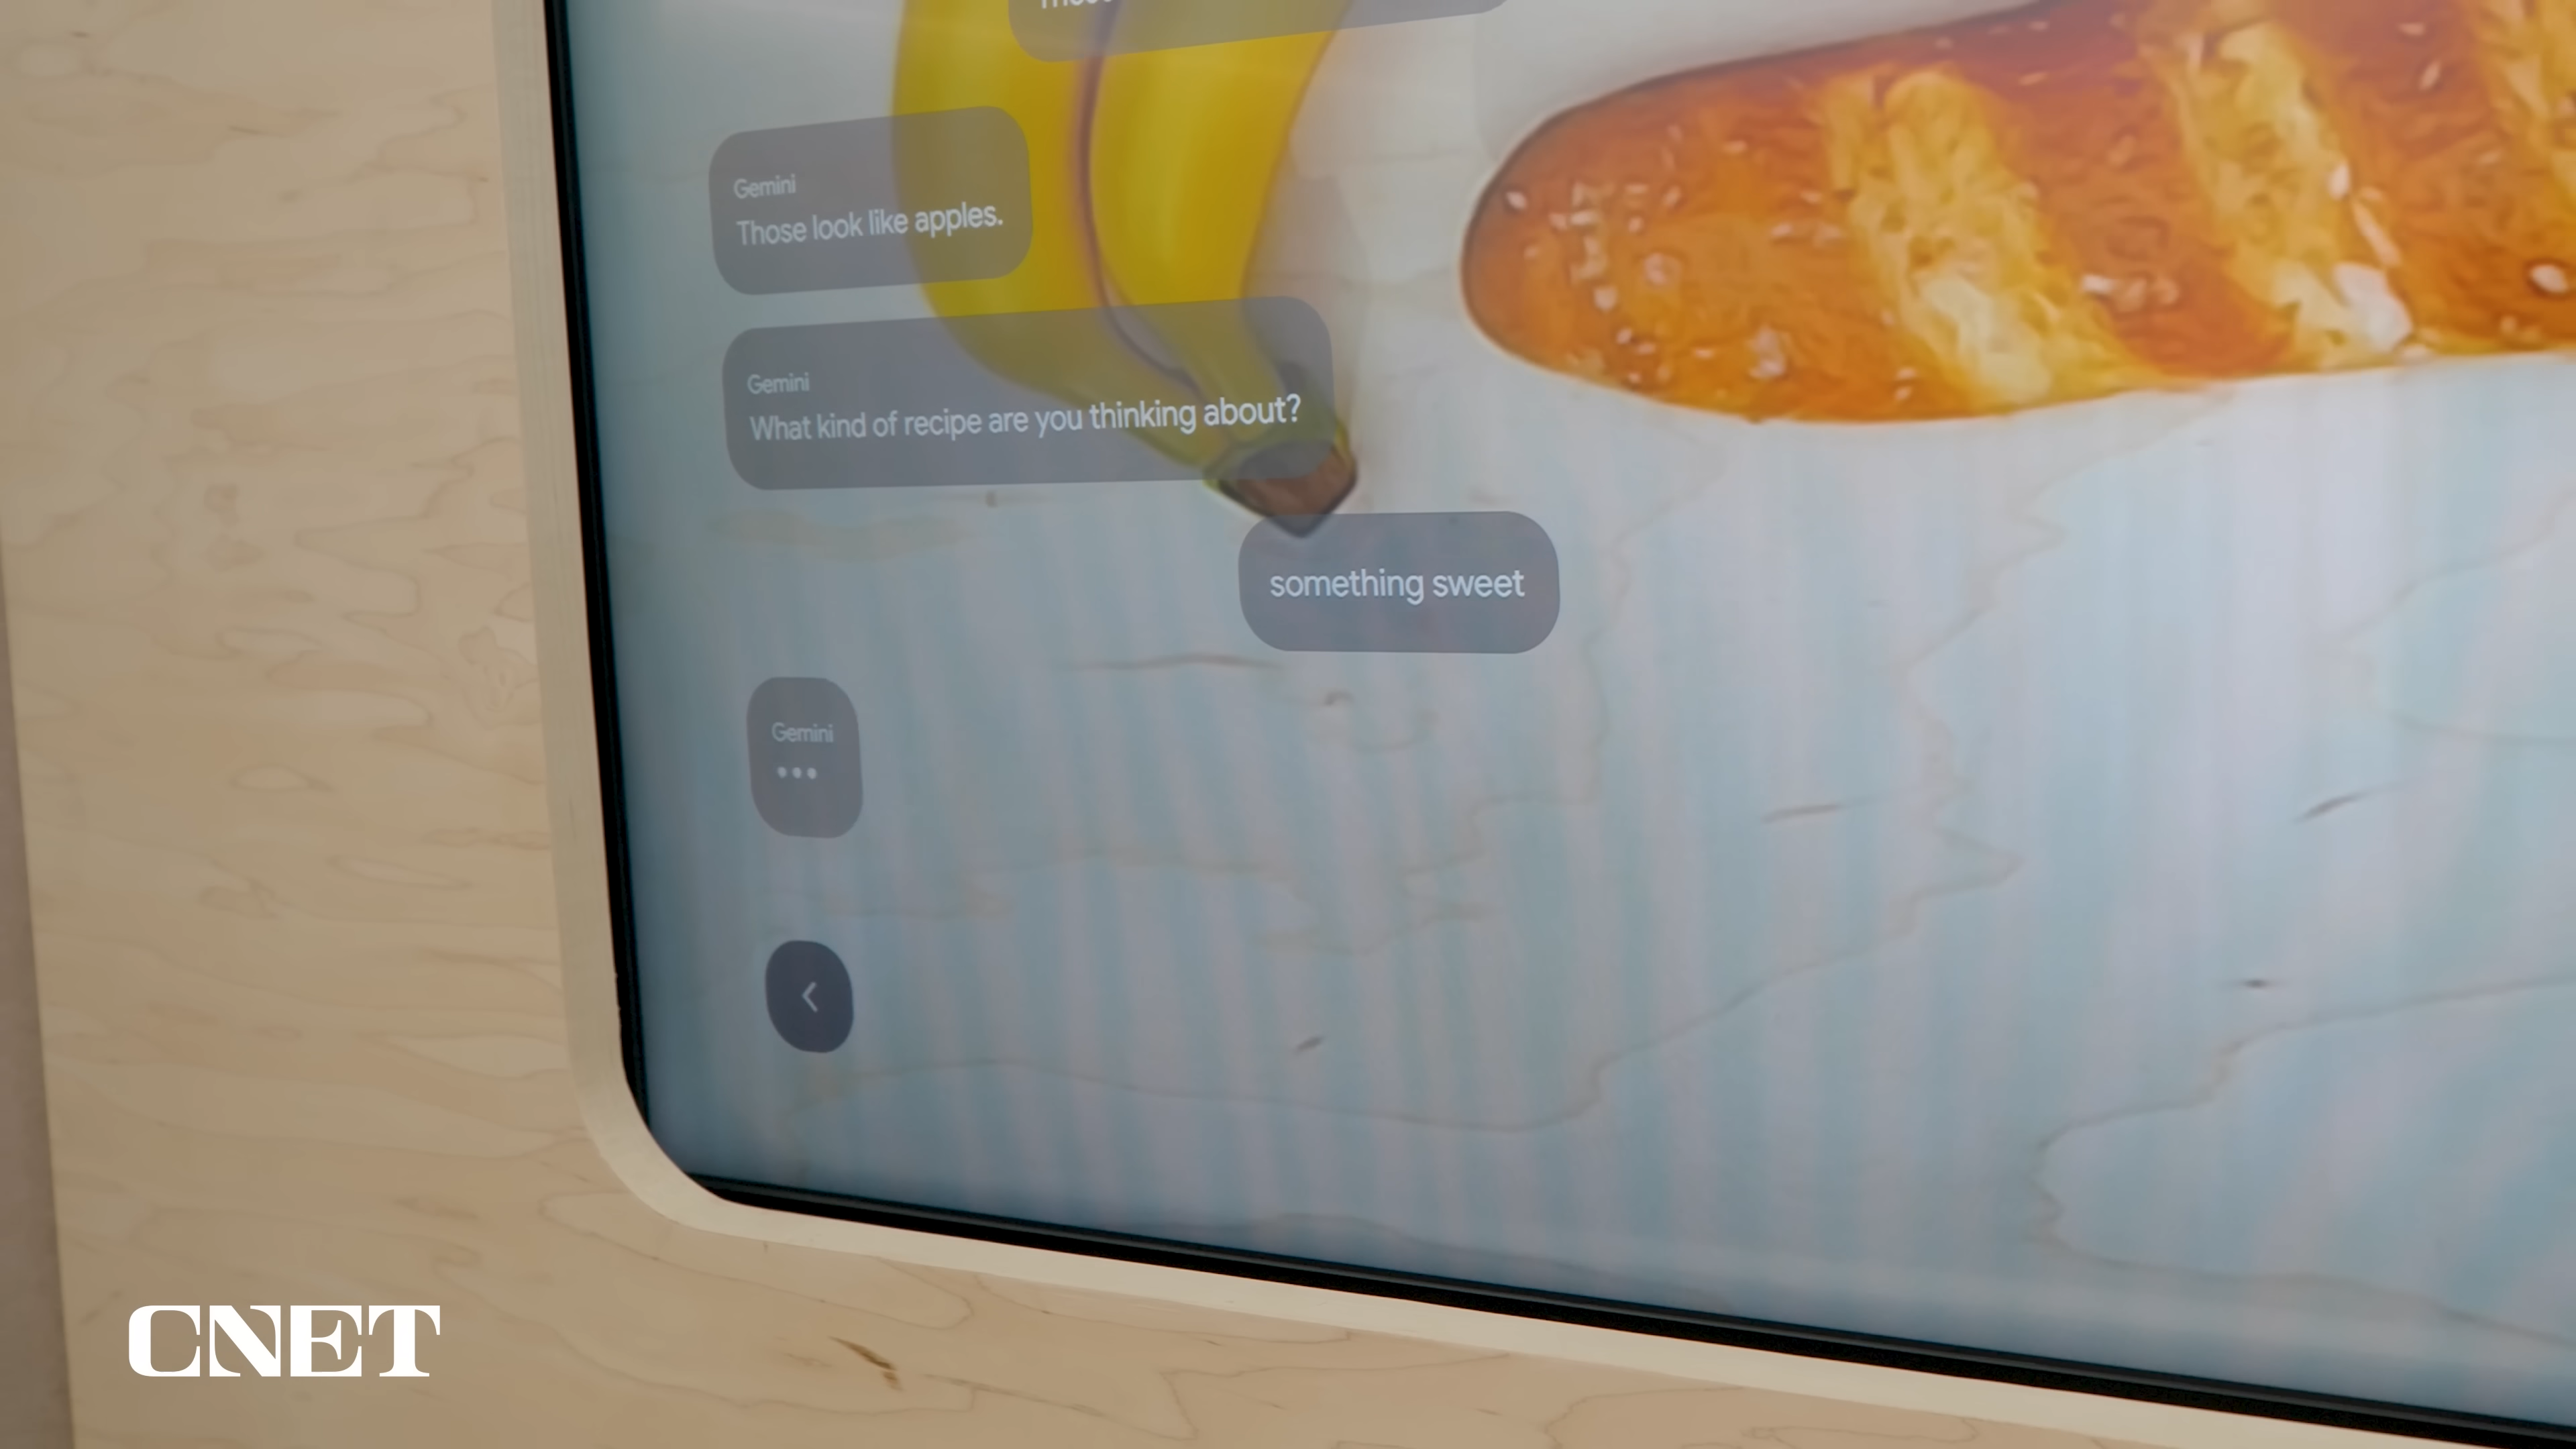 Gemini
Those look like apples.
Gemini
What kind of recipe are you thinking about?
something sweet
Gemini
CNET